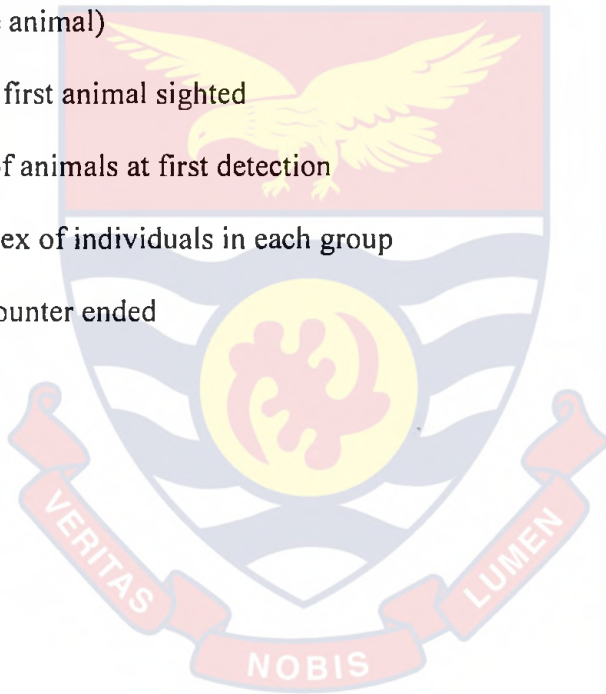 animal)
first animal sighted
of animals at first detection
ex of individuals in each group
ounter ended
VERITAS
NOBIS
LUMEN